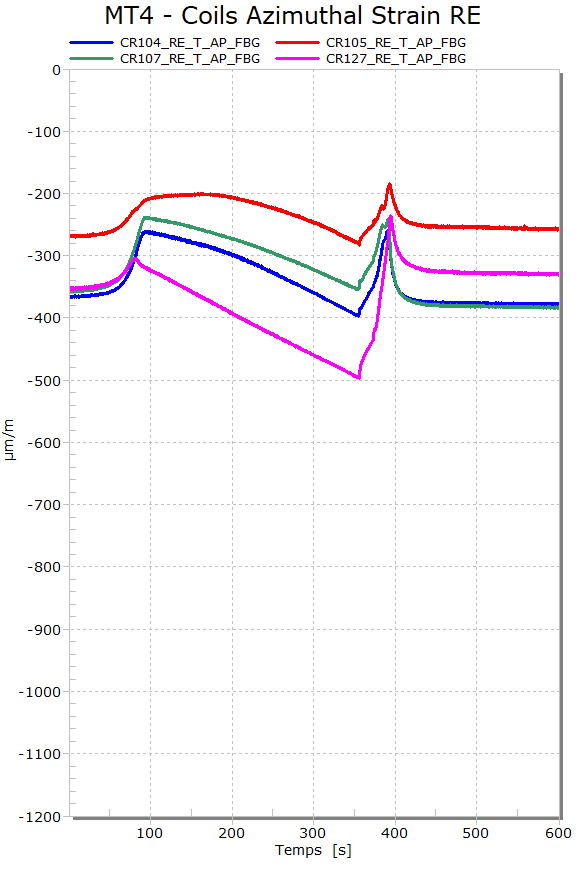 MT4 - Coils Azimuthal Strain RE
CR104_RE_T_AP_FBG CR105_RE_T_AP_FBG
CR107_RE_T_AP_FBG CR127_RE_T_AP_FBG
0
-100
-200
-300
-400
-500
-600
-700
-800
-900
-1000
-1100
-1200
µm/m
100 200 300 400 500 600
Temps [s]